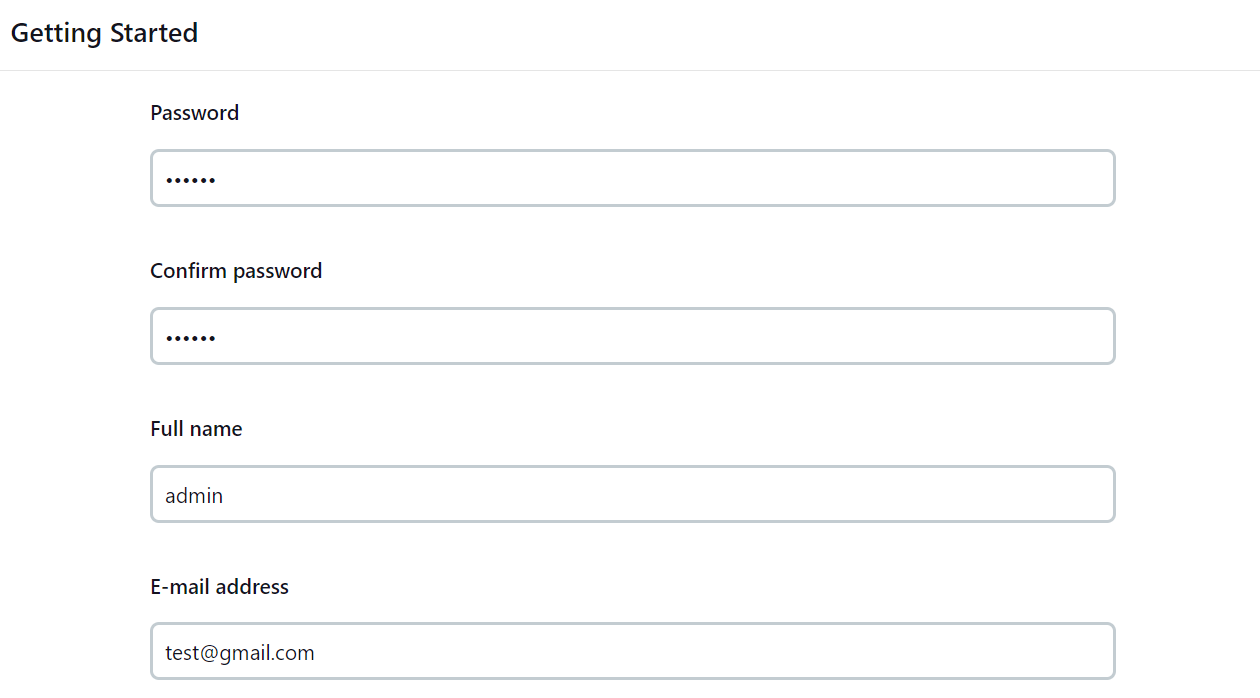 Getting Started
Password
••••••
Confirm password
••••••
Full name
admin
E-mail address
test@gmail.com